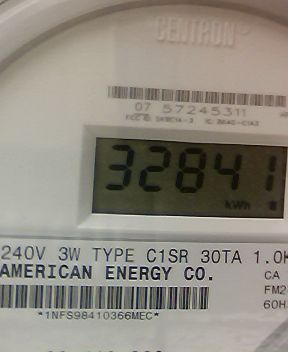 CENTRON®
07 57245311
32841
kWh
240V 3W TYPE C1SR 30TA 1.0K
AMERICAN ENERGY CO.
CA
FM2
60H
*1NFS98410366MEC*